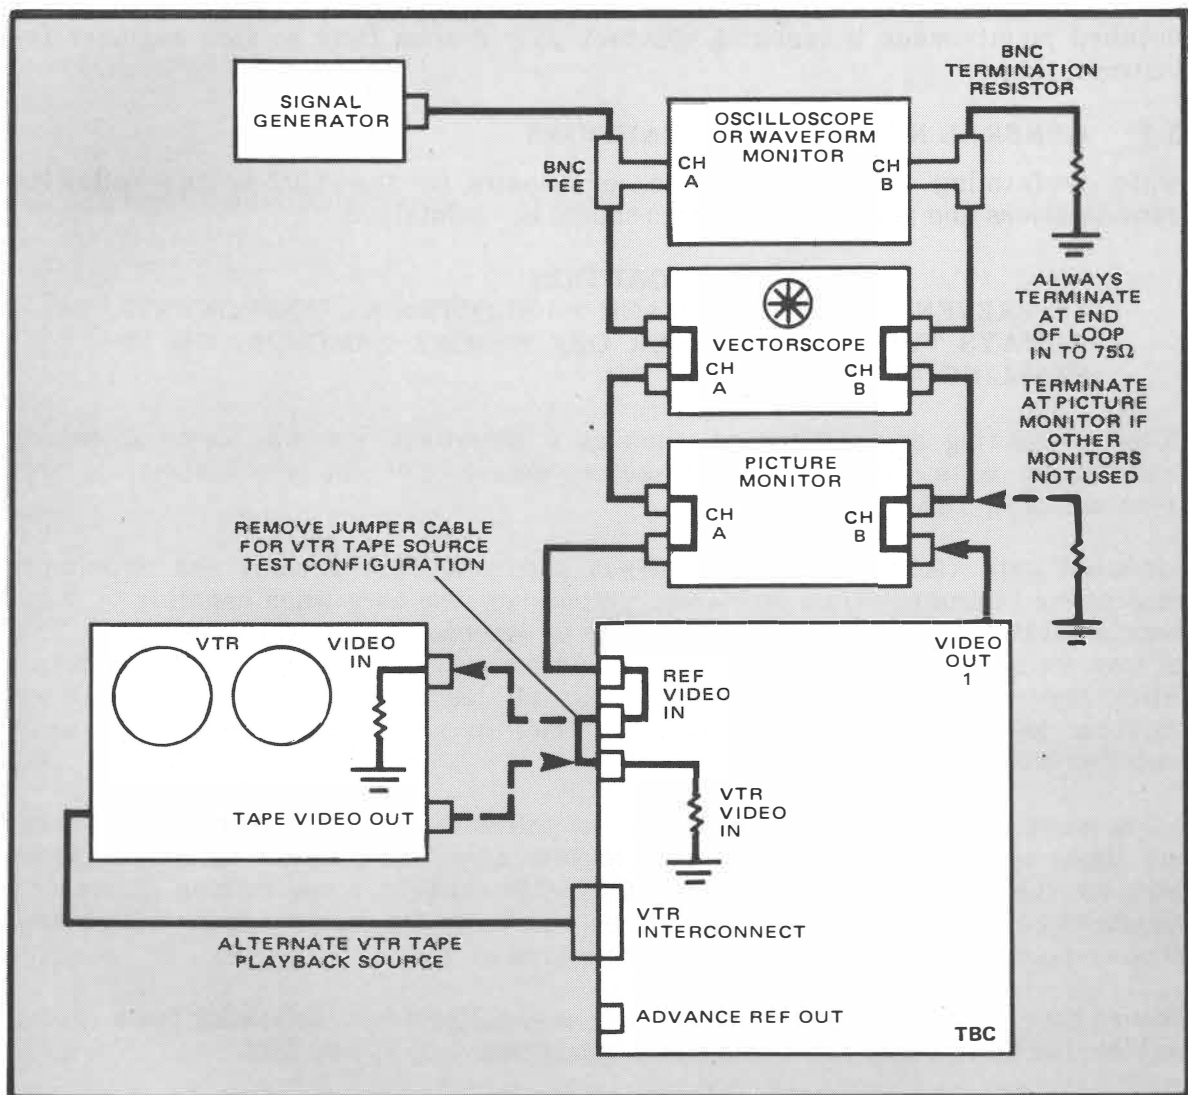 SIGNAL
GENERATOR
BNC
TEE
OSCILLOSCOPE
OR WAVEFORM
MONITOR
CH
A
CH
B
BNC
TERMINATION
RESISTOR
ALWAYS
TERMINATE
AT END
OF LOOP
IN TO 75Ω
VECTORSCOPE
CH
A
CH
B
TERMINATE
AT PICTURE
MONITOR IF
OTHER
MONITORS
NOT USED
PICTURE
MONITOR
CH
A
CH
B
REMOVE JUMPER CABLE
FOR VTR TAPE SOURCE
TEST CONFIGURATION
VTR
VIDEO
IN
TAPE VIDEO OUT
REF
VIDEO
IN
VIDEO
OUT
1
VTR
VIDEO
IN
VTR
INTERCONNECT
ALTERNATE VTR TAPE
PLAYBACK SOURCE
ADVANCE REF OUT
TBC